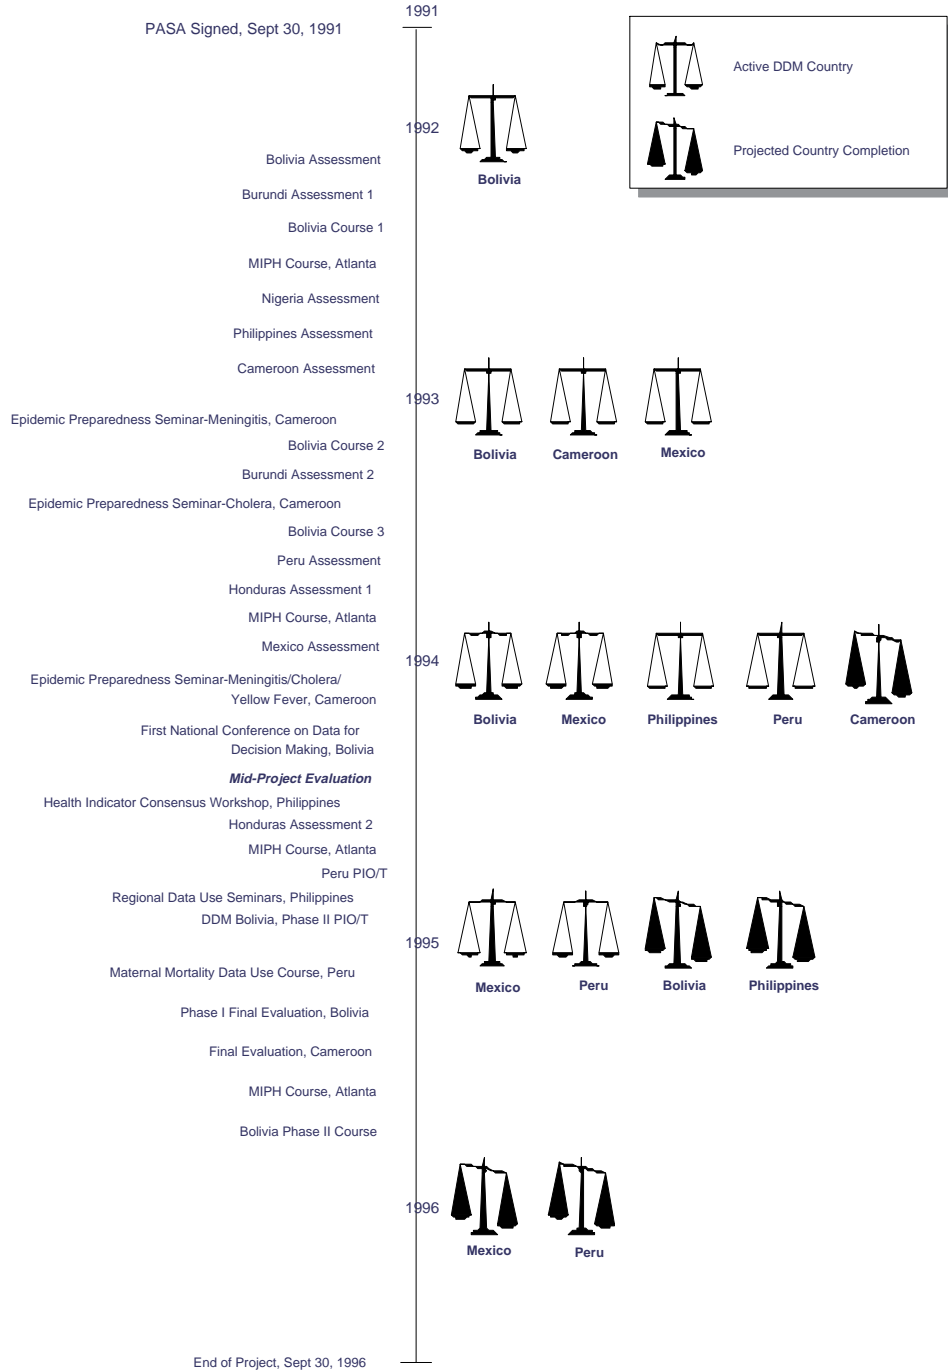 1991
PASA Signed, Sept 30, 1991
Active DDM Country
Projected Country Completion
1992
Bolivia
Bolivia Assessment
Burundi Assessment 1
Bolivia Course 1
MIPH Course, Atlanta
Nigeria Assessment
Philippines Assessment
Cameroon Assessment
1993
Bolivia
Cameroon
Mexico
Epidemic Preparedness Seminar-Meningitis, Cameroon
Bolivia Course 2
Burundi Assessment 2
Epidemic Preparedness Seminar-Cholera, Cameroon
Bolivia Course 3
Peru Assessment
Honduras Assessment 1
MIPH Course, Atlanta
Mexico Assessment
1994
Bolivia
Mexico
Philippines
Peru
Cameroon
Epidemic Preparedness Seminar-Meningitis/Cholera/
Yellow Fever, Cameroon
First National Conference on Data for
Decision Making, Bolivia
Mid-Project Evaluation
Health Indicator Consensus Workshop, Philippines
Honduras Assessment 2
MIPH Course, Atlanta
Peru PIO/T
Regional Data Use Seminars, Philippines
DDM Bolivia, Phase II PIO/T
1995
Mexico
Peru
Bolivia
Philippines
Maternal Mortality Data Use Course, Peru
Phase I Final Evaluation, Bolivia
Final Evaluation, Cameroon
MIPH Course, Atlanta
Bolivia Phase II Course
1996
Mexico
Peru
End of Project, Sept 30, 1996